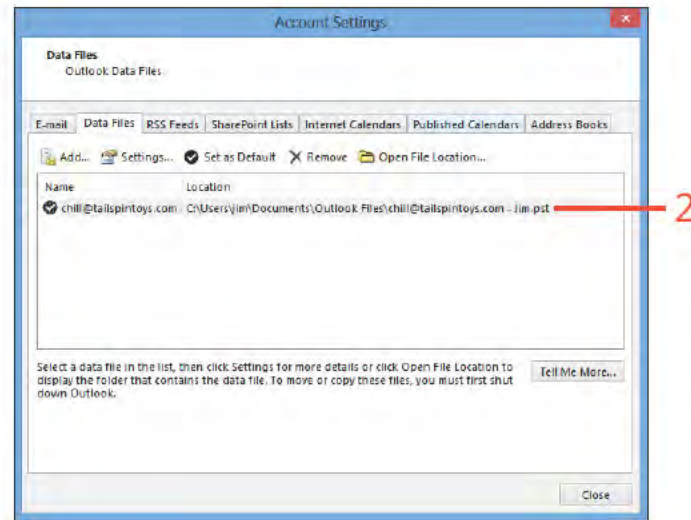 Account Settings
Data Files
Outlook Data Files
E-mail Data Files RSS Feeds SharePoint Lists Internet Calendars Published Calendars Address Books
Add... Settings... Set as Default Remove Open File Location...
Name Location
chill@tailspintoys.com C:\Users\jim\Documents\Outlook Files\chill@tailspintoys.com - Jim.pst
2
Select a data file in the list, then click Settings for more details or click Open File Location to
display the folder that contains the data file. To move or copy these files, you must first shut
down Outlook.
Tell Me More...
Close